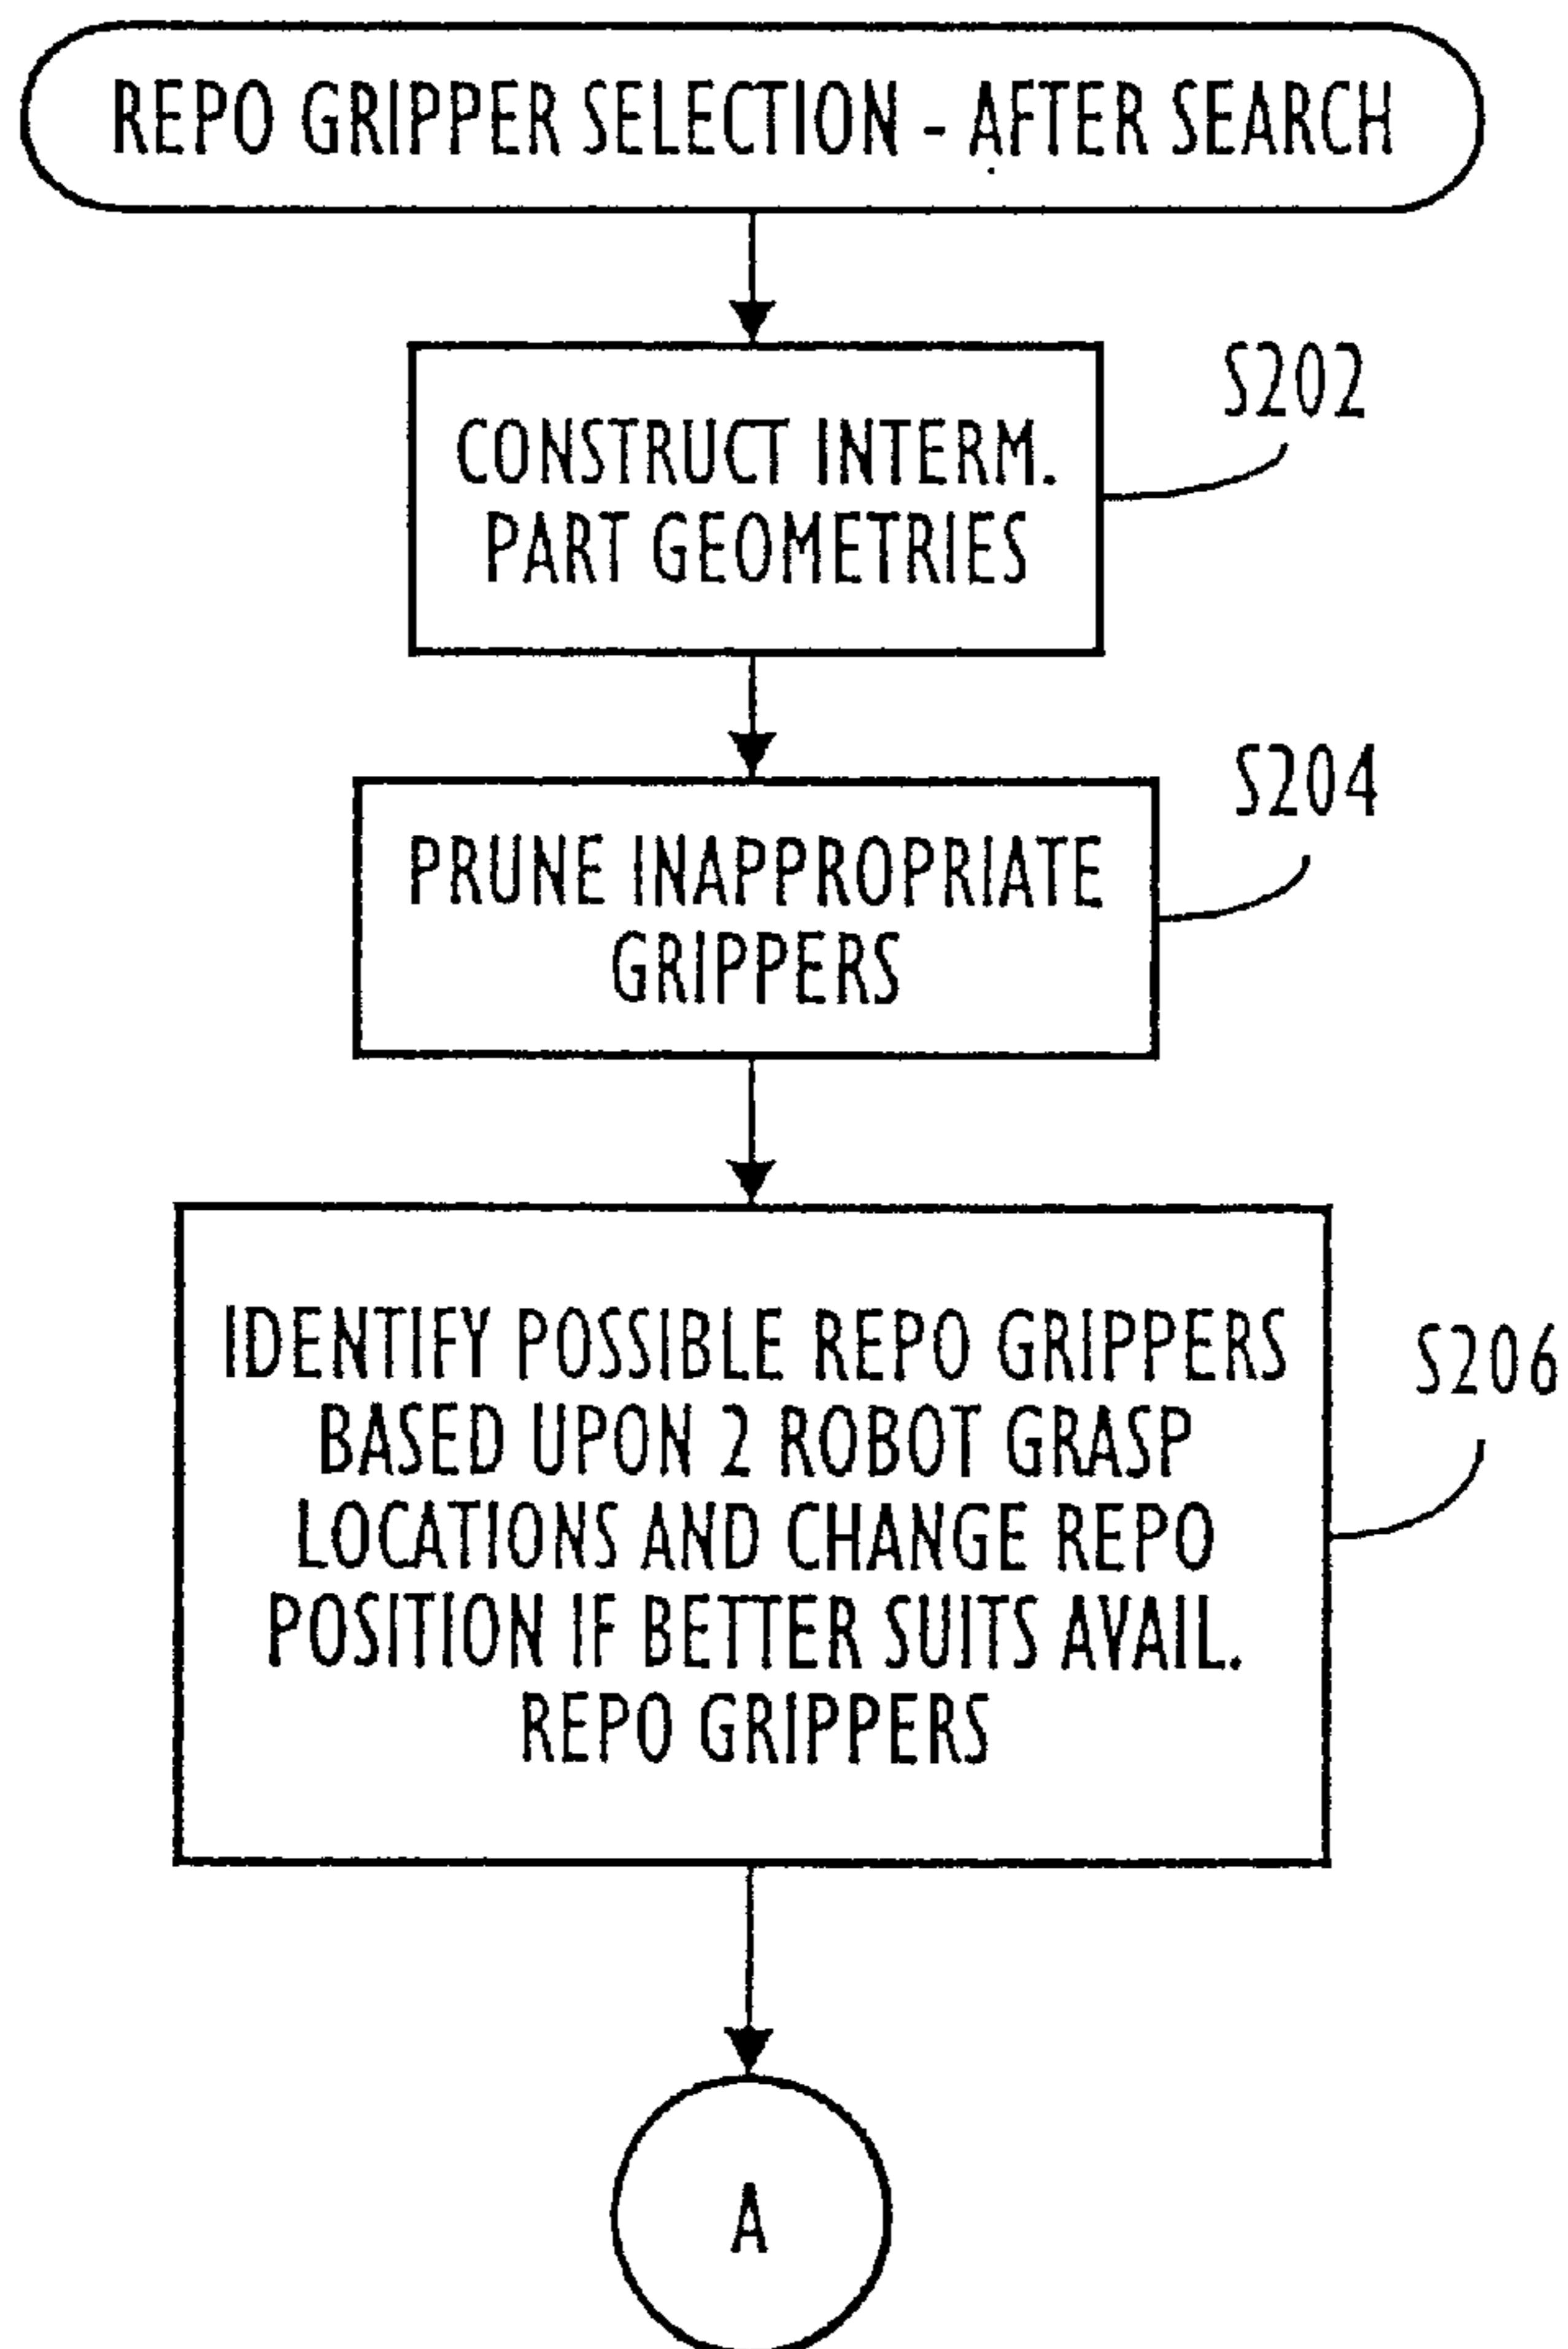 REPO GRIPPER SELECTION - AFTER SEARCH
S202
CONSTRUCT INTERM.
PART GEOMETRIES
S204
PRUNE INAPPROPRIATE
GRIPPERS
IDENTIFY POSSIBLE REPO GRIPPERS
S206
BASED UPON 2 ROBOT GRASP
LOCATIONS AND CHANGE REPO
POSITION IF BETTER SUITS AVAIL.
REPO GRIPPERS
A